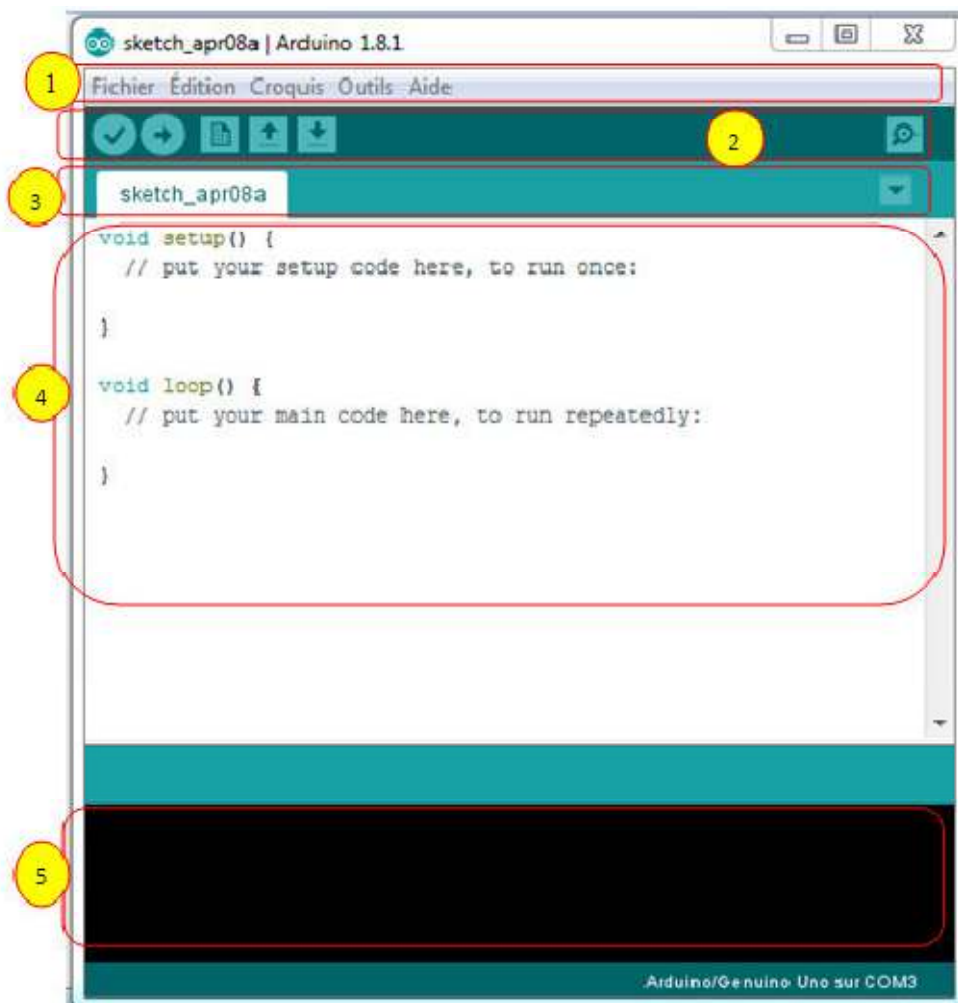 sketch_apr08a | Arduino 1.8.1
1
Fichier Édition Croquis Outils Aide
2
3
sketch_apr08a
void setup() {
  // put your setup code here, to run once:
}
4
void loop() {
  // put your main code here, to run repeatedly:
}
5
Arduino/Genuino Uno sur COM3